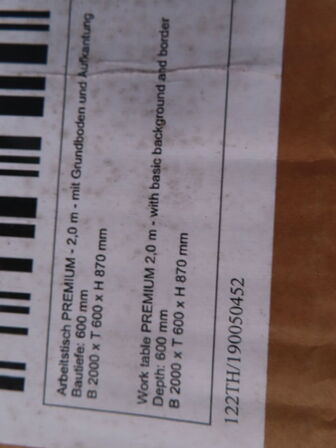 Arbeitstisch PREMIUM - 2,0 m - mit Grundboden und Aufkantung
Bautiefe: 600 mm
B 2000 x T 600 x H 870 mm
Work table PREMIUM 2,0 m - with basic background and border
Depth: 600 mm
B 2000 x T 600 x H 870 mm
122TH/190050452